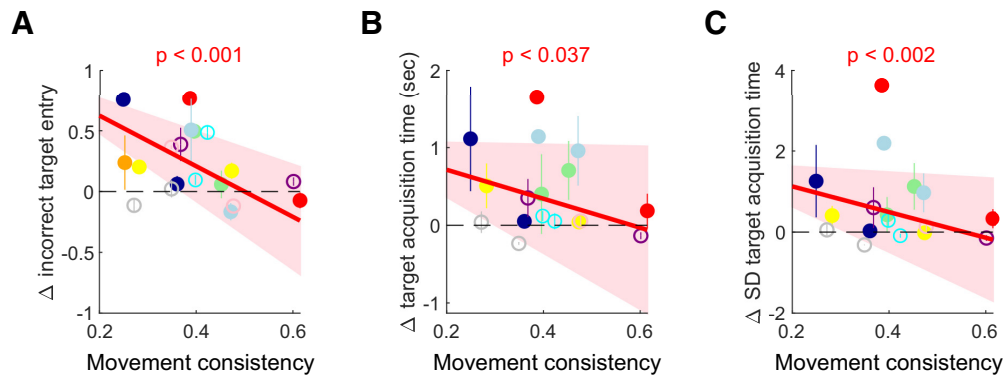 A
B
C
p < 0.001
p < 0.037
p < 0.002
Δ incorrect target entry
1
0.5
0
-0.5
-1
0.2
0.4
0.6
Movement consistency
Δ target acquisition time (sec)
2
1
0
-1
0.2
0.4
0.6
Movement consistency
Δ SD target acquisition time
4
2
0
-2
0.2
0.4
0.6
Movement consistency